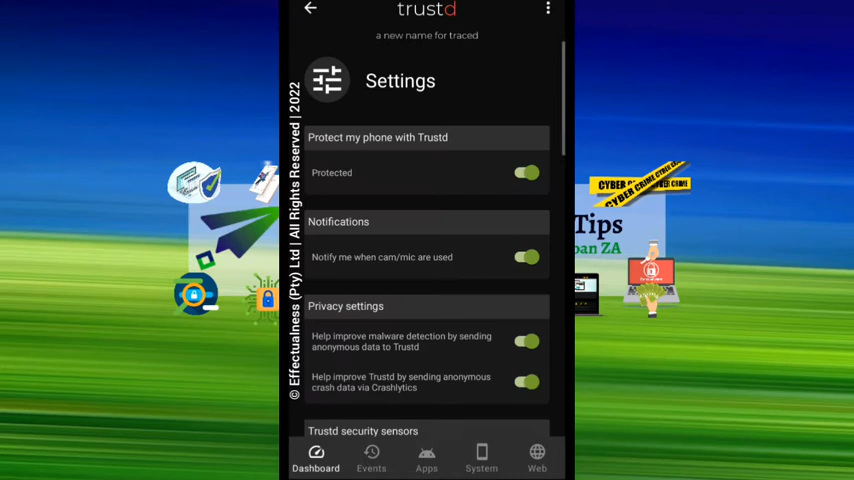 trustd
a new name for traced
Settings
Protect my phone with Trustd
Protected
Notifications
Notify me when cam/mic are used
Privacy settings
Help improve malware detection by sending
anonymous data to Trustd
Help improve Trustd by sending anonymous
crash data via Crashlytics
Trustd security sensors
Dashboard
Events
Apps
System
Web
© Effectualness (Pty) Ltd | All Rights Reserved | 2022
CYBER CRIME
CYBER CRIME
Tips
ban ZA